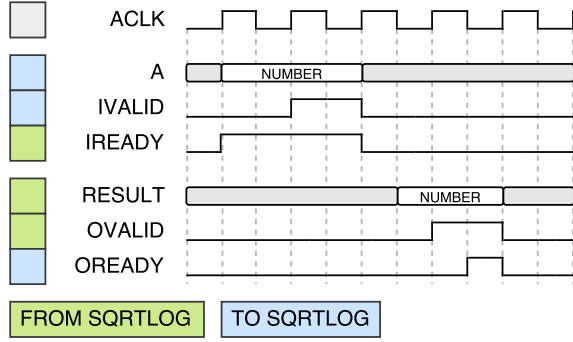 ACLK
A NUMBER
IVALID
IREADY
RESULT NUMBER
OVALID
OREADY
FROM SQRTLOG TO SQRTLOG